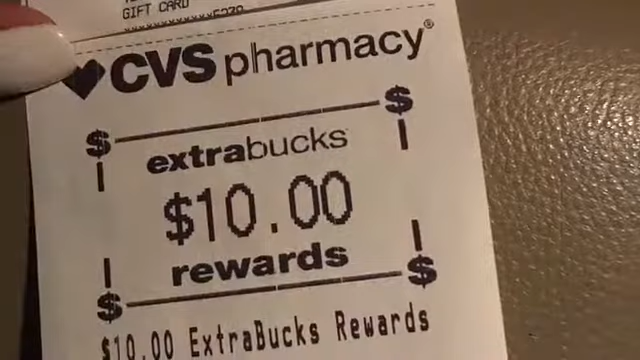 GIFT CARD
CVS pharmacy®
$ $
extrabucks
$10.00
rewards
$ $
$10.00 ExtraBucks Rewards